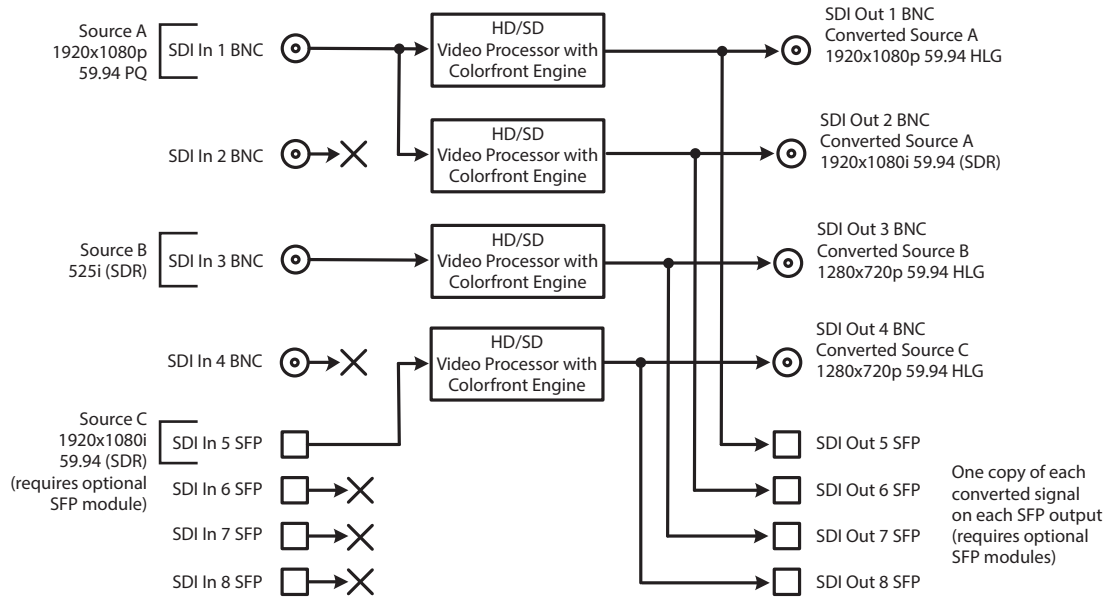 Source A
1920x1080p
59.94 PQ
SDI In 1 BNC
HD/SD
Video Processor with
Colorfront Engine
SDI Out 1 BNC
Converted Source A
1920x1080p 59.94 HLG
SDI In 2 BNC
HD/SD
Video Processor with
Colorfront Engine
SDI Out 2 BNC
Converted Source A
1920x1080i 59.94 (SDR)
Source B
525i (SDR)
SDI In 3 BNC
HD/SD
Video Processor with
Colorfront Engine
SDI Out 3 BNC
Converted Source B
1280x720p 59.94 HLG
SDI In 4 BNC
HD/SD
Video Processor with
Colorfront Engine
SDI Out 4 BNC
Converted Source C
1280x720p 59.94 HLG
Source C
1920x1080i
59.94 (SDR)
(requires optional
SFP module)
SDI In 5 SFP
SDI In 6 SFP
SDI In 7 SFP
SDI In 8 SFP
SDI Out 5 SFP
SDI Out 6 SFP
SDI Out 7 SFP
SDI Out 8 SFP
One copy of each
converted signal
on each SFP output
(requires optional
SFP modules)